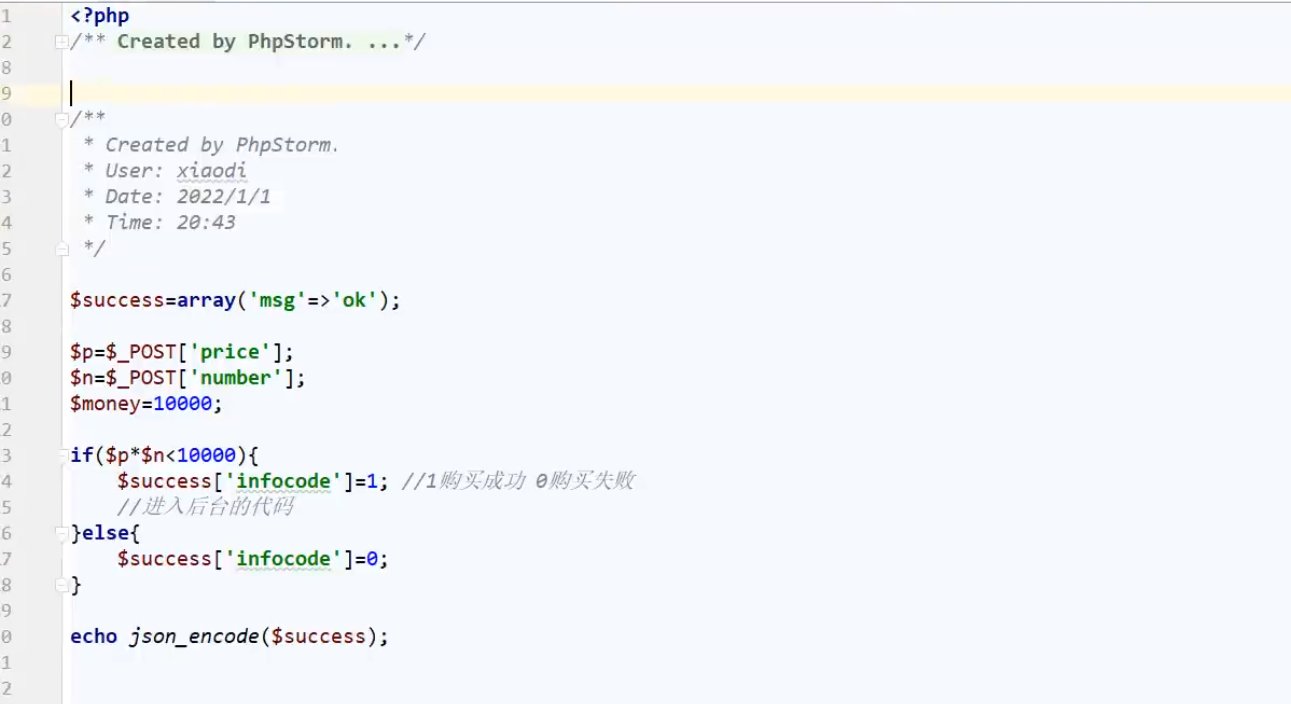 1 <?php
2 /** Created by PhpStorm. ...*/
8
9
0 /**
1 * Created by PhpStorm.
2 * User: xiaodi
3 * Date: 2022/1/1
4 * Time: 20:43
5 */
6
7 $success=array('msg'=>'ok');
8
9 $p=$_POST['price'];
0 $n=$_POST['number'];
1 $money=10000;
2
3 if($p*$n<10000){
4 $success['infocode']=1; //1购买成功 0购买失败
5 //进入后台的代码
6 }else{
7 $success['infocode']=0;
8 }
9
0 echo json_encode($success);
1
2